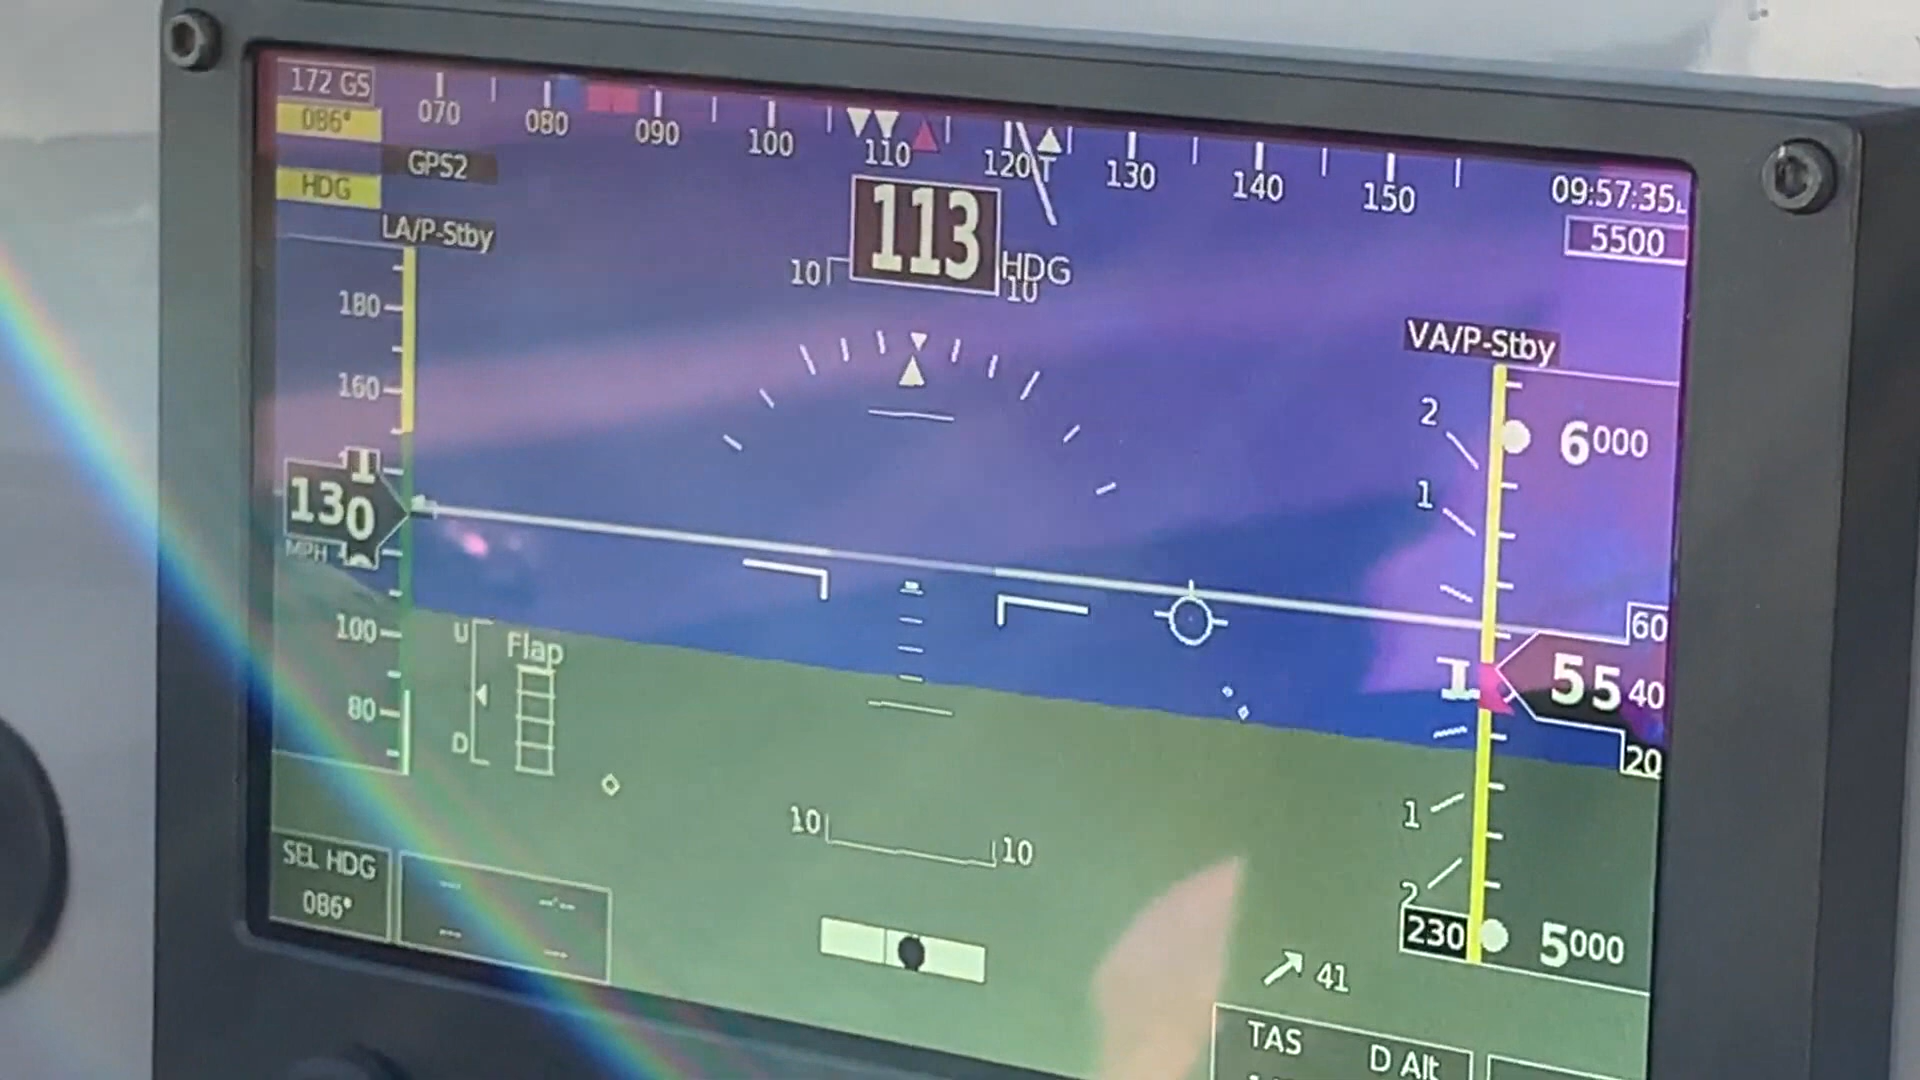 172 GS
086°
070 080 090 100 110 120 T 130 140 150
GPS2
HDG
09:57:35L
5500
113
HDG
10 10
LA/P-Stby
180
160
130
MPH
100
80
VA/P-Stby
2
1
6000
60
5540
20
1
2
230
5000
U
Flap
D
10 10
SEL HDG
086°
41
TAS
D Alt